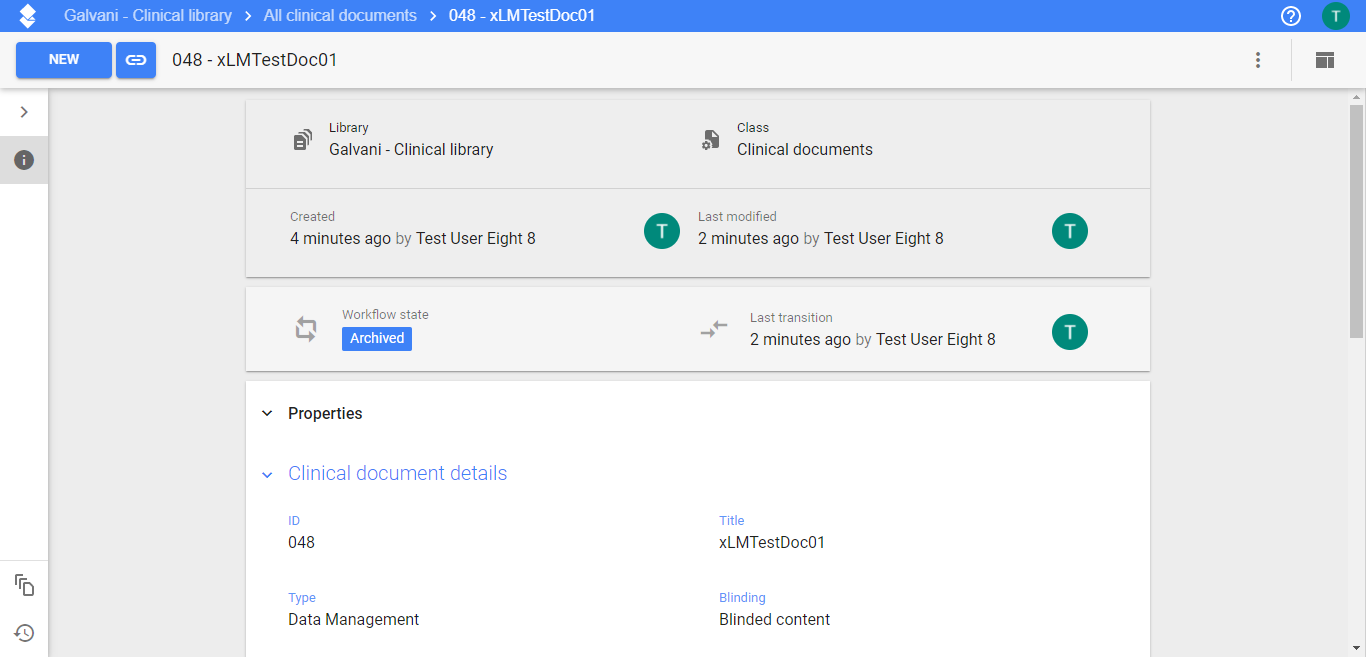 Galvani - Clinical library > All clinical documents > 048 - xLMTestDoc01
T
NEW
048 - xLMTestDoc01
Library
Galvani - Clinical library
Class
Clinical documents
Created
4 minutes ago by Test User Eight 8
T
Last modified
2 minutes ago by Test User Eight 8
T
Workflow state
Archived
Last transition
2 minutes ago by Test User Eight 8
T
Properties
Clinical document details
ID
048
Title
xLMTestDoc01
Type
Data Management
Blinding
Blinded content